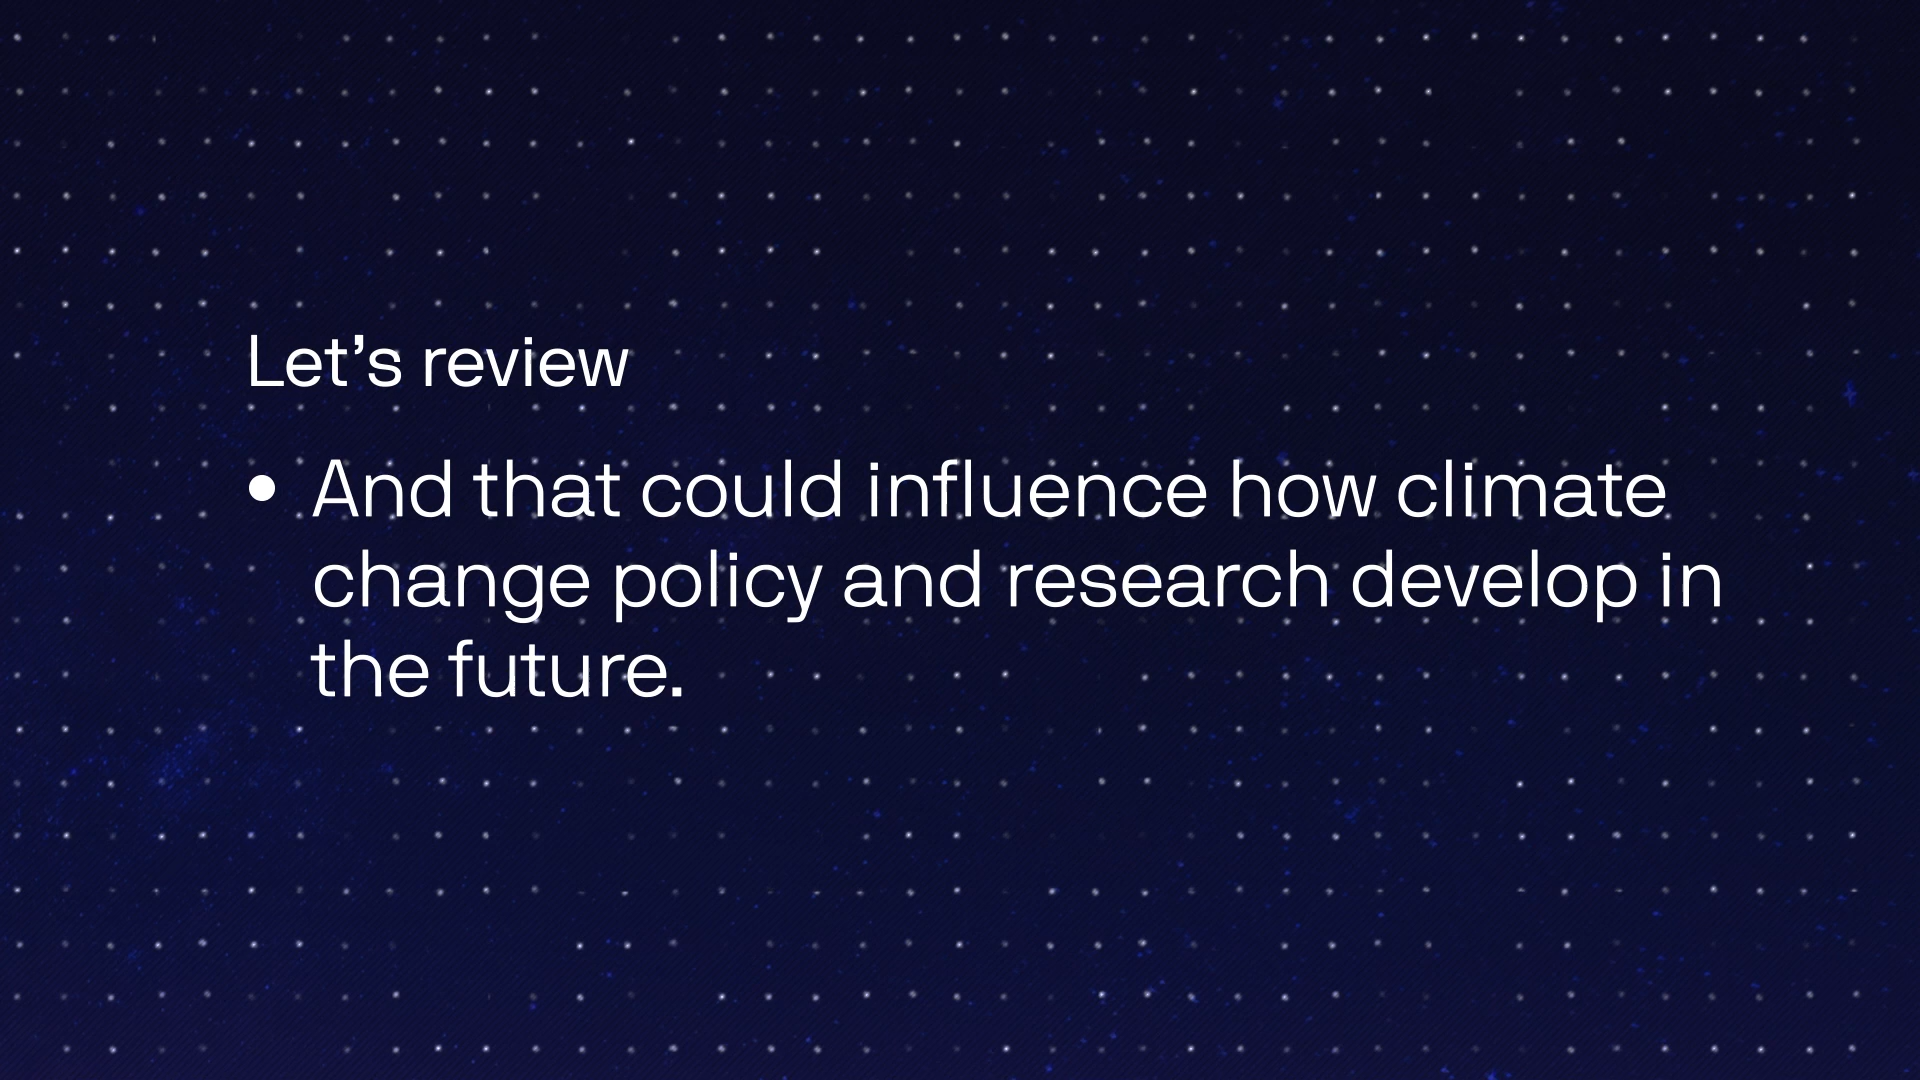 Let’s review
• And that could influence how climate
change policy and research develop in
the future.